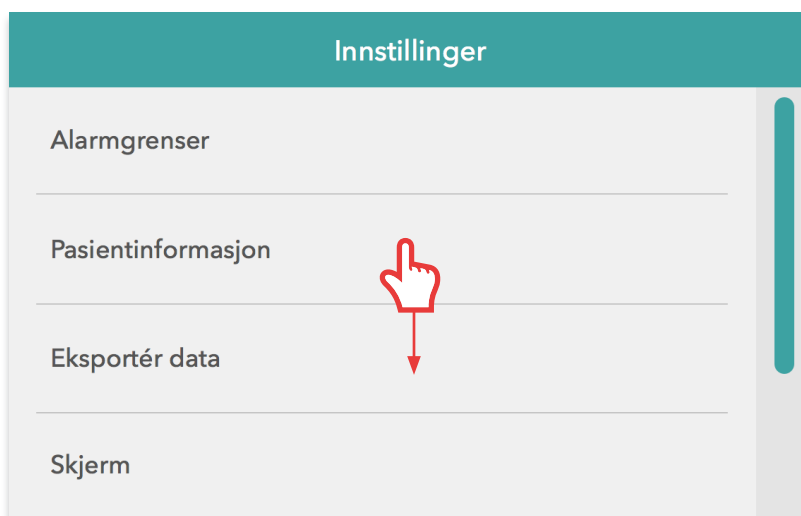 Innstillinger
Alarmgrenser
Pasientinformasjon
Eksportér data
Skjerm